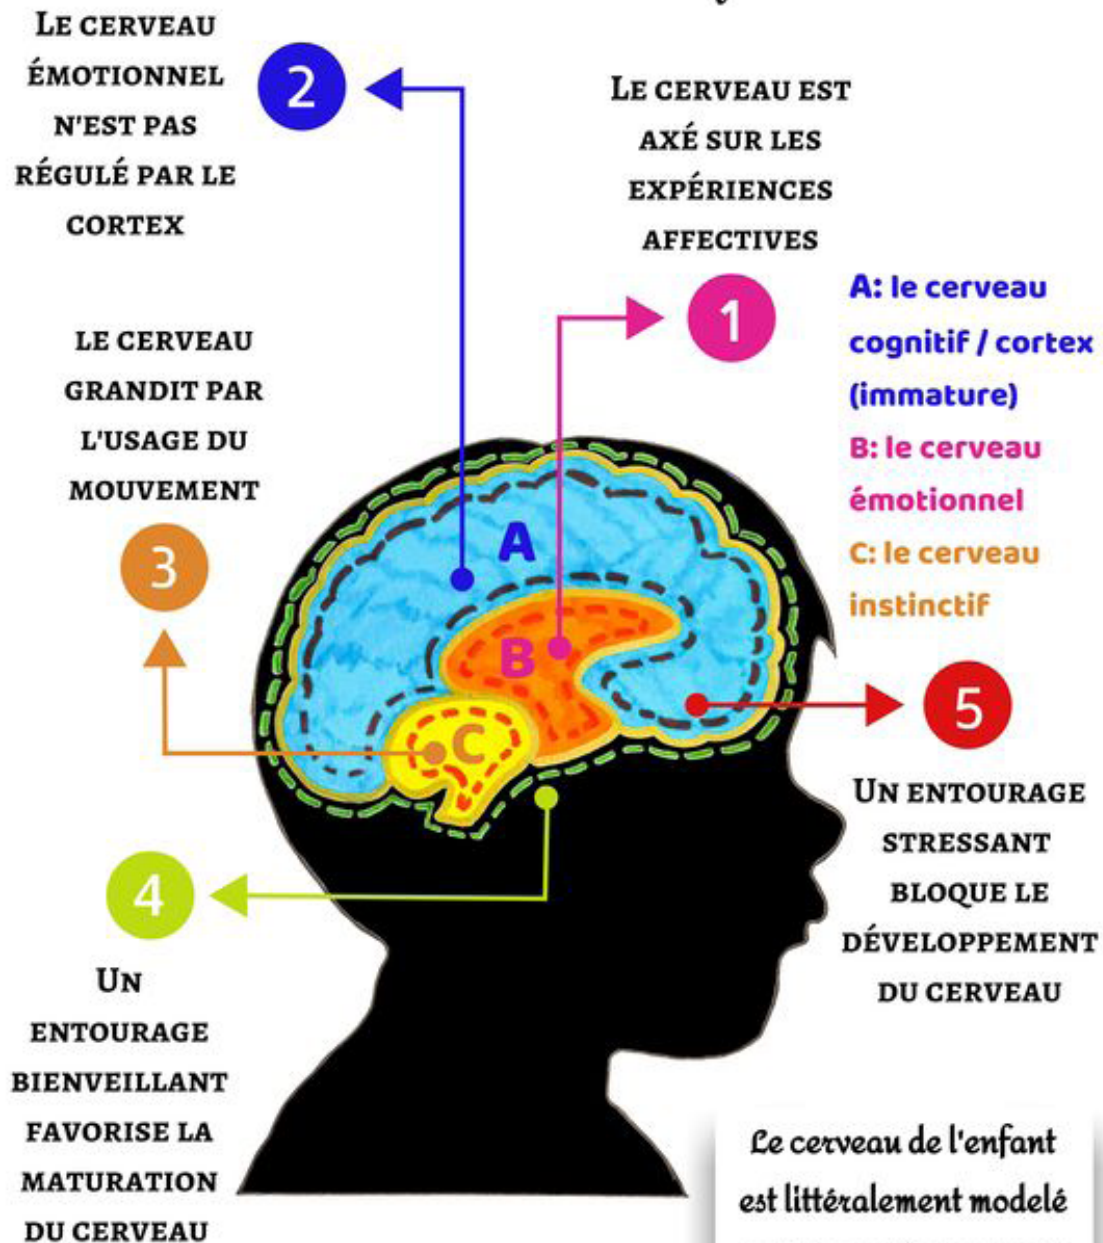 LE CERVEAU
ÉMOTIONNEL
N'EST PAS
RÉGULÉ PAR LE
CORTEX
2
LE CERVEAU EST
AXÉ SUR LES
EXPÉRIENCES
AFFECTIVES
1
A: le cerveau
cognitif / cortex
(immature)
B: le cerveau
émotionnel
C: le cerveau
instinctif
LE CERVEAU
GRANDIT PAR
L'USAGE DU
MOUVEMENT
3
A
B
C
5
UN ENTOURAGE
STRESSANT
BLOQUE LE
DÉVELOPPEMENT
DU CERVEAU
4
UN
ENTOURAGE
BIENVEILLANT
FAVORISE LA
MATURATION
DU CERVEAU
Le cerveau de l'enfant
est littéralement modelé